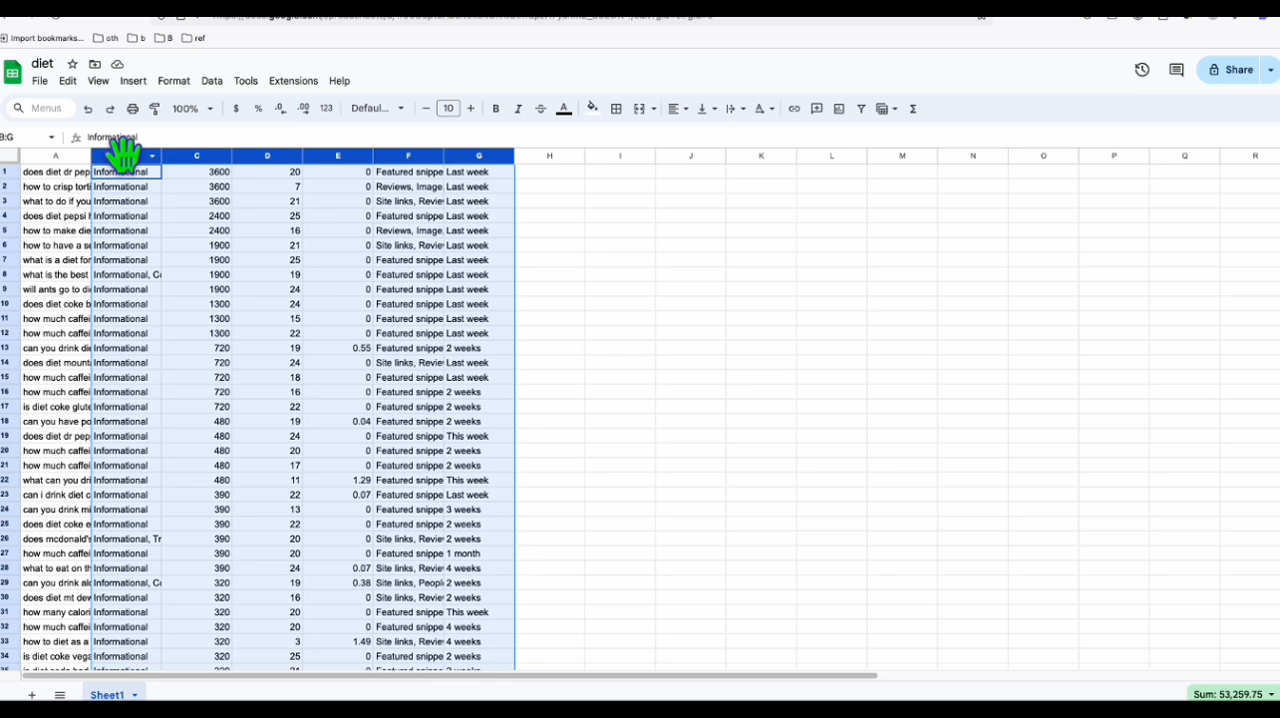 Import bookmarks... oth b B ref
diet
File Edit View Insert Format Data Tools Extensions Help
Share
Menus 100% $ % .0 .00 123 Defaul... 10 B I A Σ
B:G fx Informational
A C D E F G H I J K L M N O P Q R
1 does diet dr pep Informational 3600 20 0 Featured snippe Last week
2 how to crisp torti Informational 3600 7 0 Reviews, Image, Last week
3 what to do if you Informational 3600 21 0 Site links, Revie Last week
4 does diet pepsi h Informational 2400 25 0 Featured snippe Last week
5 how to make die Informational 2400 16 0 Reviews, Image, Last week
6 how to have a se Informational 1900 21 0 Site links, Revie Last week
7 what is a diet for Informational 1900 25 0 Featured snippe Last week
8 what is the best Informational, Co 1900 19 0 Featured snippe Last week
9 will ants go to di Informational 1900 24 0 Featured snippe Last week
10 does diet coke b Informational 1300 24 0 Featured snippe Last week
11 how much caffei Informational 1300 15 0 Featured snippe Last week
12 how much caffei Informational 1300 22 0 Featured snippe Last week
13 can you drink die Informational 720 19 0.55 Featured snippe 2 weeks
14 does diet mount Informational 720 24 0 Site links, Revie Last week
15 how much caffei Informational 720 18 0 Featured snippe Last week
16 how much caffei Informational 720 16 0 Featured snippe 2 weeks
17 is diet coke glute Informational 720 22 0 Featured snippe 2 weeks
18 can you have po Informational 480 19 0.04 Featured snippe 2 weeks
19 does diet dr pep Informational 480 24 0 Featured snippe This week
20 how much caffei Informational 480 20 0 Featured snippe 2 weeks
21 how much caffei Informational 480 17 0 Featured snippe 2 weeks
22 what can you dri Informational 480 11 1.29 Featured snippe This week
23 can i drink diet c Informational 390 22 0.07 Featured snippe Last week
24 can you drink mi Informational 390 13 0 Featured snippe 3 weeks
25 does diet coke e Informational 390 22 0 Featured snippe 2 weeks
26 does mcdonald's Informational, Tr 390 20 0 Site links, Revie 2 weeks
27 how much caffei Informational 390 20 0 Featured snippe 1 month
28 what to eat on th Informational 390 24 0.07 Site links, Revie 4 weeks
29 can you drink alc Informational, Co 320 19 0.38 Site links, Peopl 2 weeks
30 does diet mt dew Informational 320 16 0 Site links, Revie 2 weeks
31 how many calori Informational 320 20 0 Featured snippe This week
32 how much caffei Informational 320 20 0 Featured snippe 4 weeks
33 how to diet as a Informational 320 3 1.49 Site links, Revie 4 weeks
34 is diet coke vega Informational 320 25 0 Featured snippe 2 weeks
Sheet1
Sum: 53,259.75